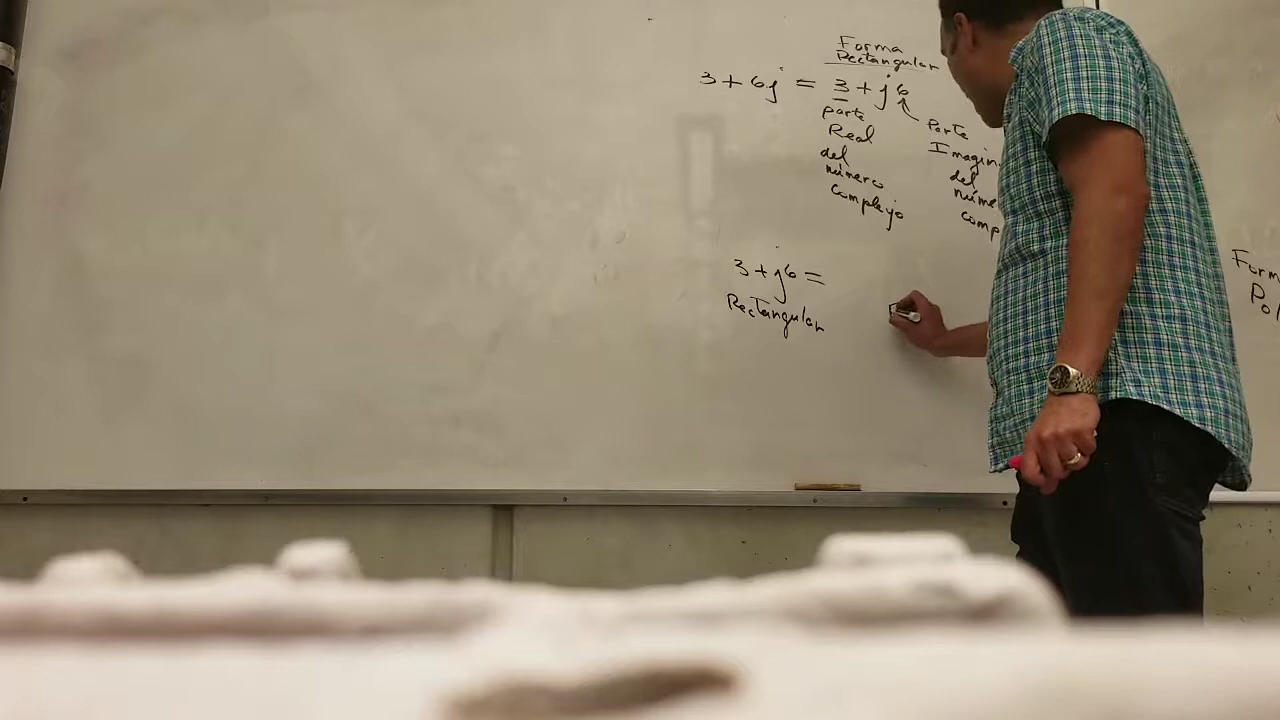 Forma
Rectangular
3 + 6j = 3 + j6
parte
Real
del
número
complejo
Parte
del
3 + j6 =
Rectangular